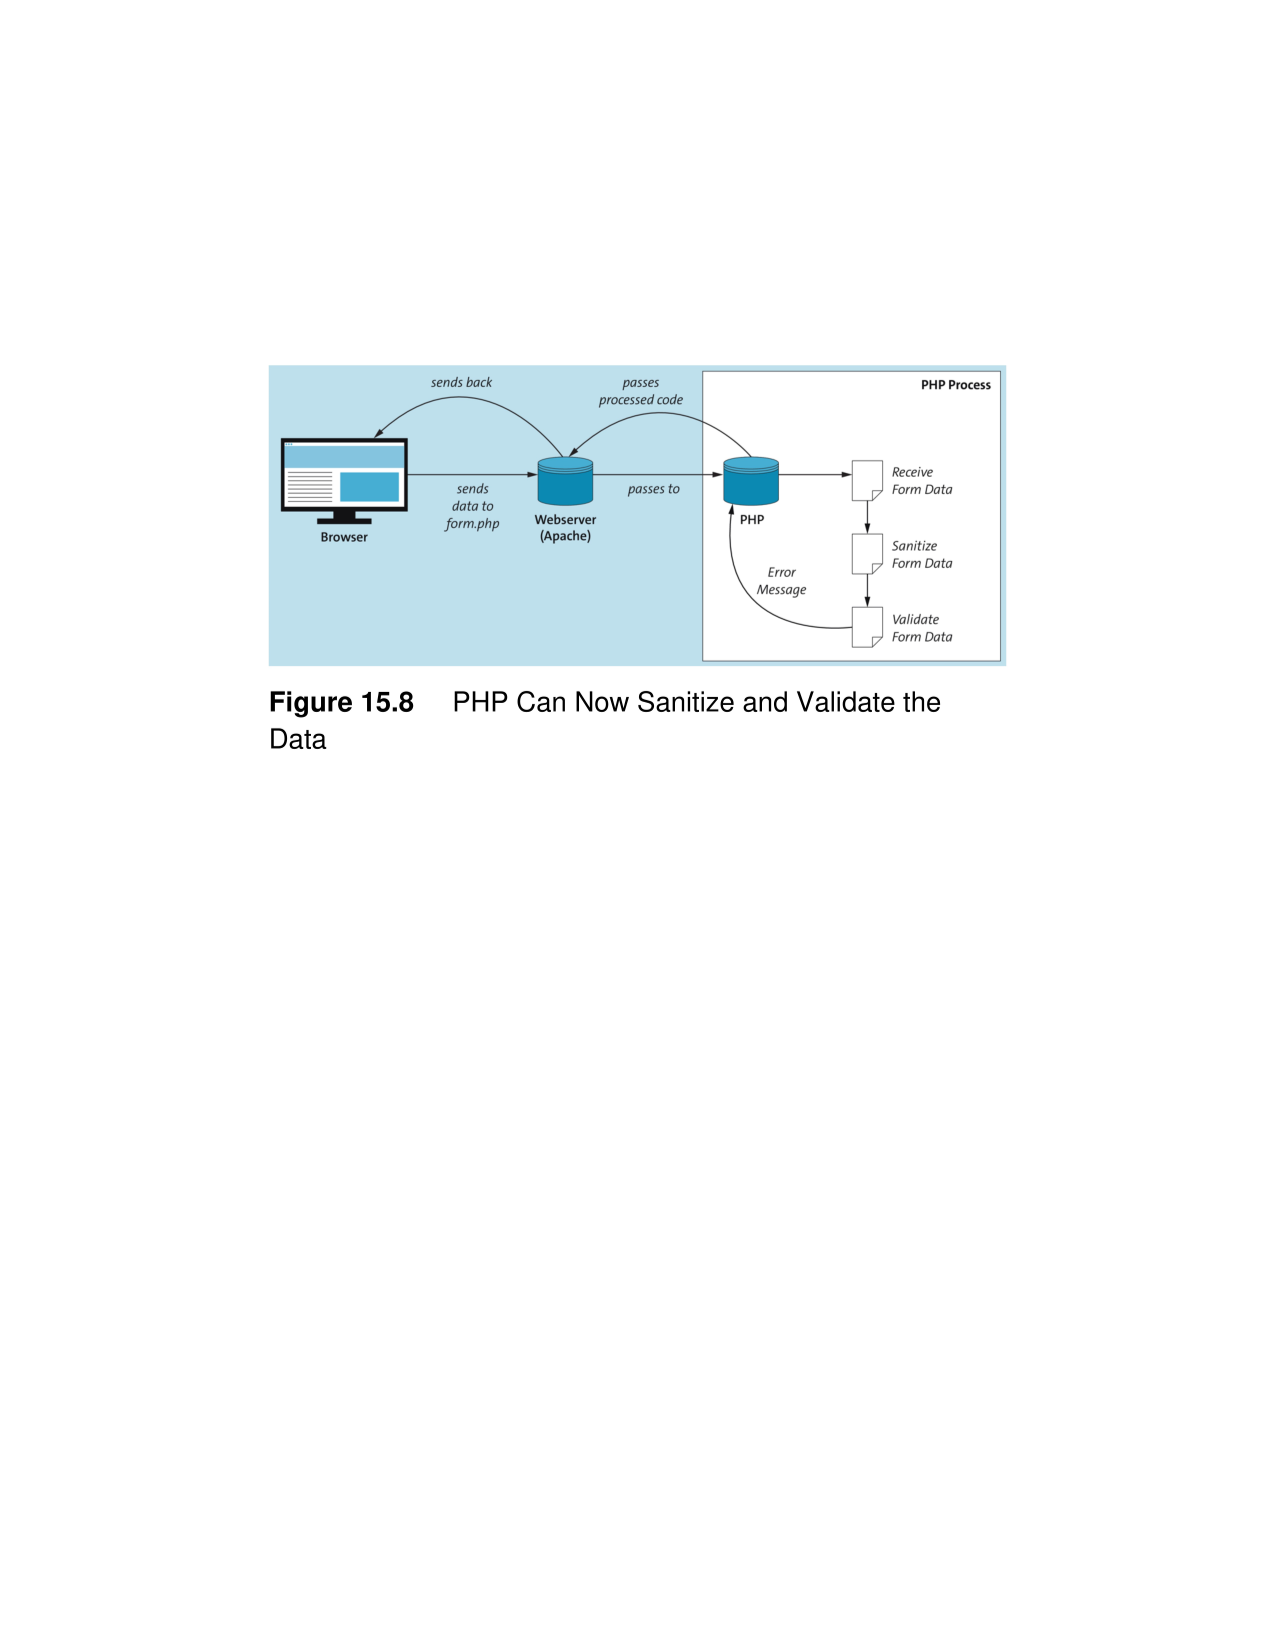 sends back
passes
processed code
PHP Process
sends
data to
form.php
passes to
Browser
Webserver
(Apache)
PHP
Receive
Form Data
Sanitize
Form Data
Error
Message
Validate
Form Data
Figure 15.8 PHP Can Now Sanitize and Validate the
Data